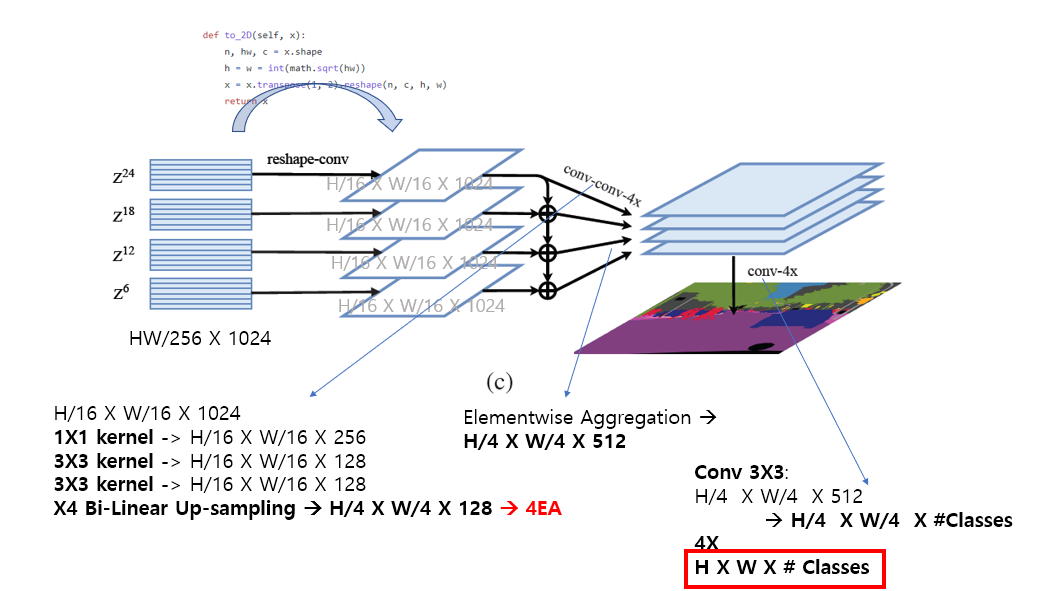 def to_2D(self, x):
n, hw, c = x.shape
h = w = int(math.sqrt(hw))
x = x.transpose(1, 2).reshape(n, c, h, w)
return x
reshape-conv
Z24
H/16 X W/16 X 1024
conv-conv-4x
Z18
H/16 X W/16 X 1024
Z12
H/16 X W/16 X 1024
conv-4x
Z6
H/16 X W/16 X 1024
HW/256 X 1024
(c)
H/16 X W/16 X 1024
1X1 kernel -> H/16 X W/16 X 256
3X3 kernel -> H/16 X W/16 X 128
3X3 kernel -> H/16 X W/16 X 128
X4 Bi-Linear Up-sampling → H/4 X W/4 X 128 → 4EA
Elementwise Aggregation →
H/4 X W/4 X 512
Conv 3X3:
H/4 X W/4 X 512
→ H/4 X W/4 X #Classes
4X
H X W X # Classes